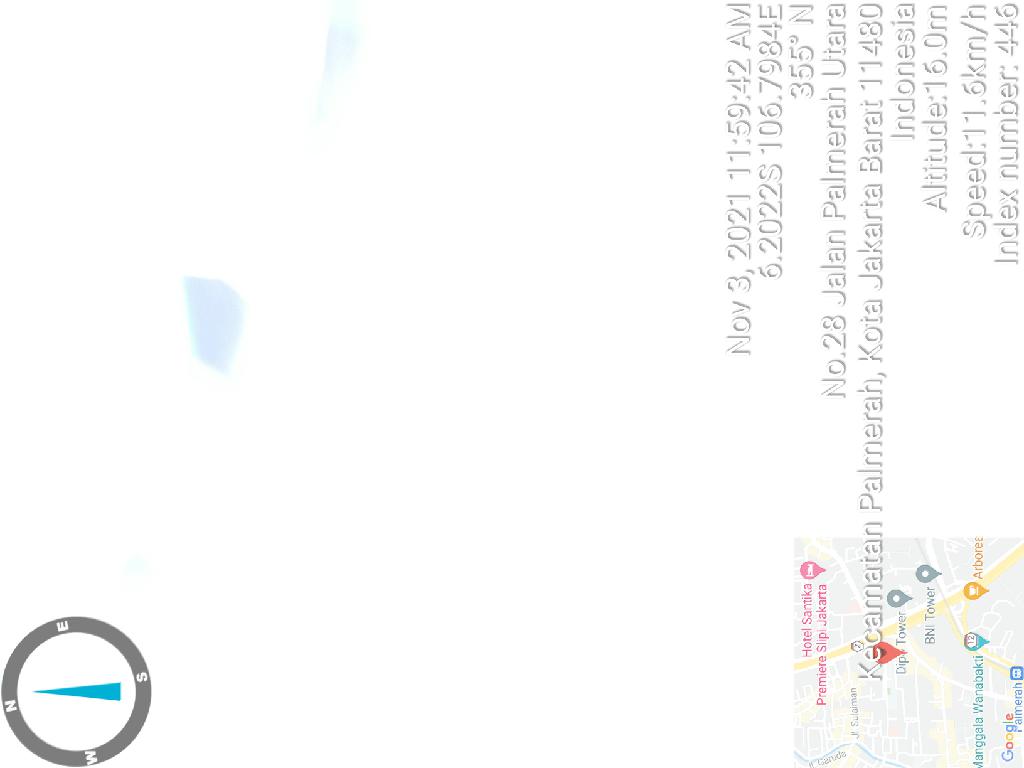 N
E
W
S
Nov 3, 2021 11:59:42 AM
6.2022S 106.7984E
355° N
No.28 Jalan Palmerah Utara
Kecamatan Palmerah, Kota Jakarta Barat 11480
Indonesia
Altitude:16.0m
Speed:11.6km/h
Index number: 446
Hotel Santika
Premiere Slipi Jakarta
Jl. Sulaiman
Tower
BNI Tower
Manggala Wanabakti
12
Google
Palmerah